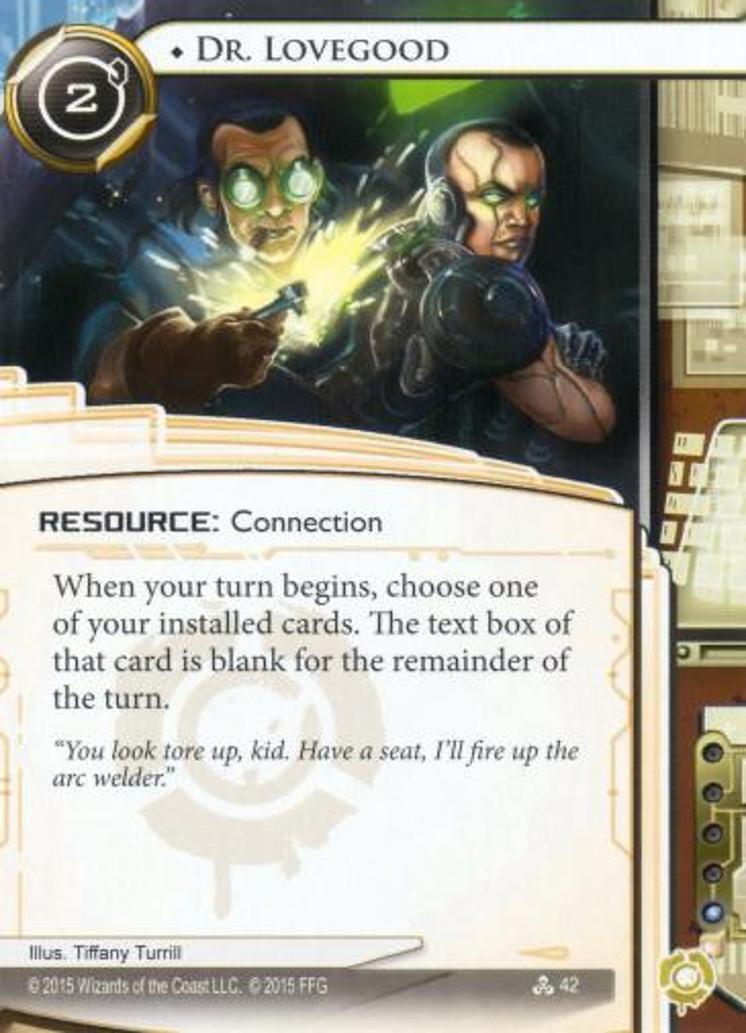 ♦ DR. LOVEGOOD
2
RESOURCE: Connection
When your turn begins, choose one
of your installed cards. The text box of
that card is blank for the remainder of
the turn.
“You look tore up, kid. Have a seat, I’ll fire up the
arc welder.”
Illus. Tiffany Turrill
© 2015 Wizards of the Coast LLC. © 2015 FFG
42